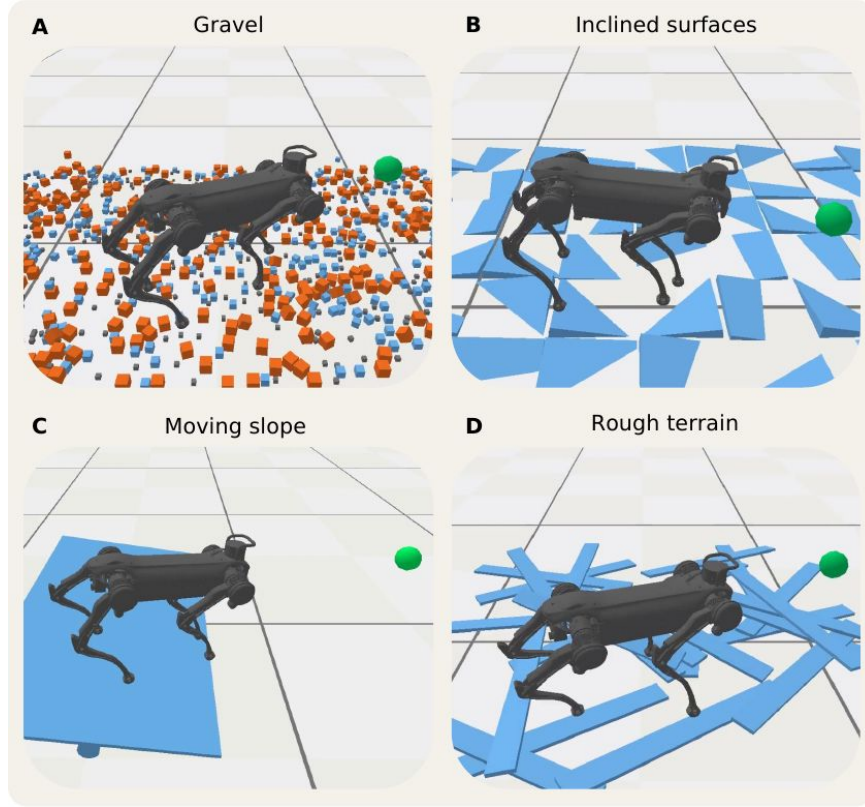 A Gravel
B Inclined surfaces
C Moving slope
D Rough terrain